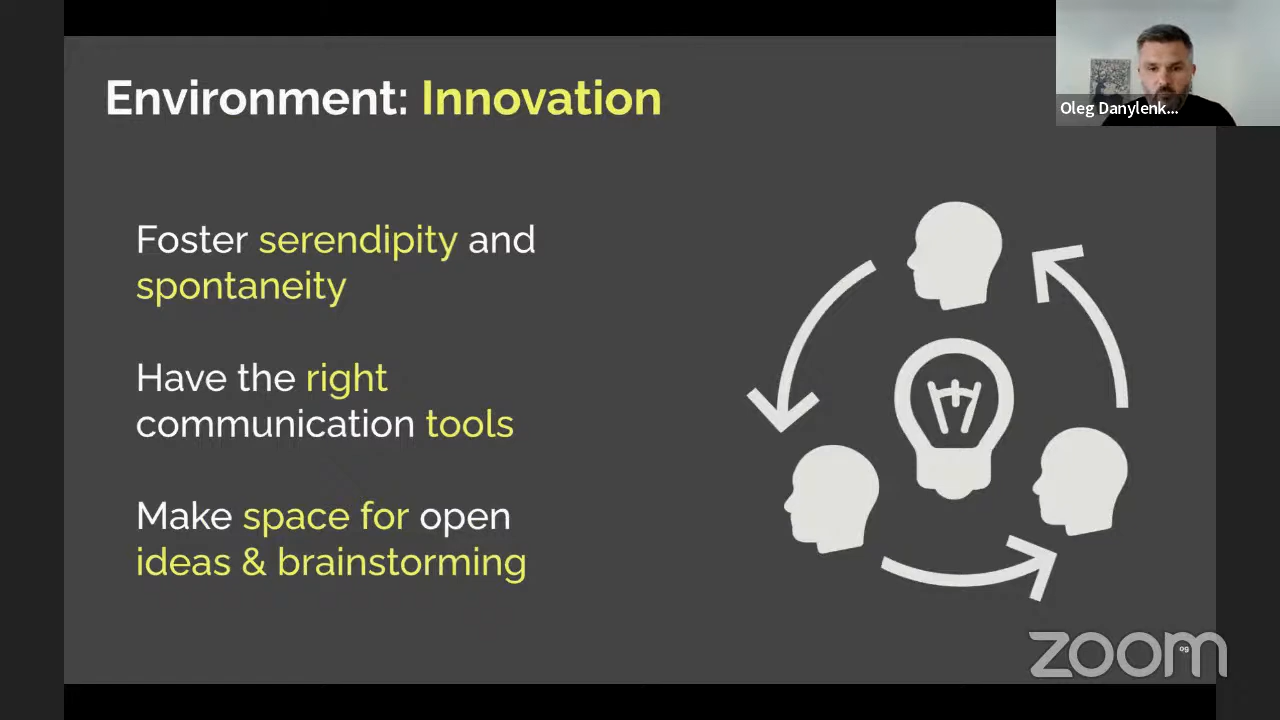 Environment: Innovation
Oleg Danylenk...
Foster serendipity and
spontaneity
Have the right
communication tools
Make space for open
ideas & brainstorming
zoom
09